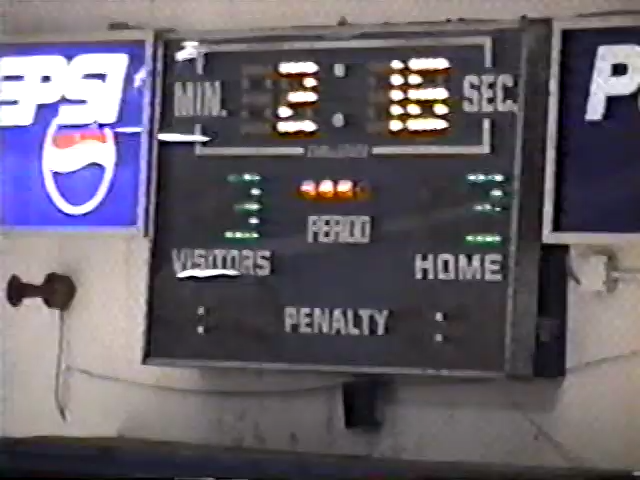 EPSI
P
MIN. 2:16 SEC.
PERIOD
VISITORS HOME
PENALTY